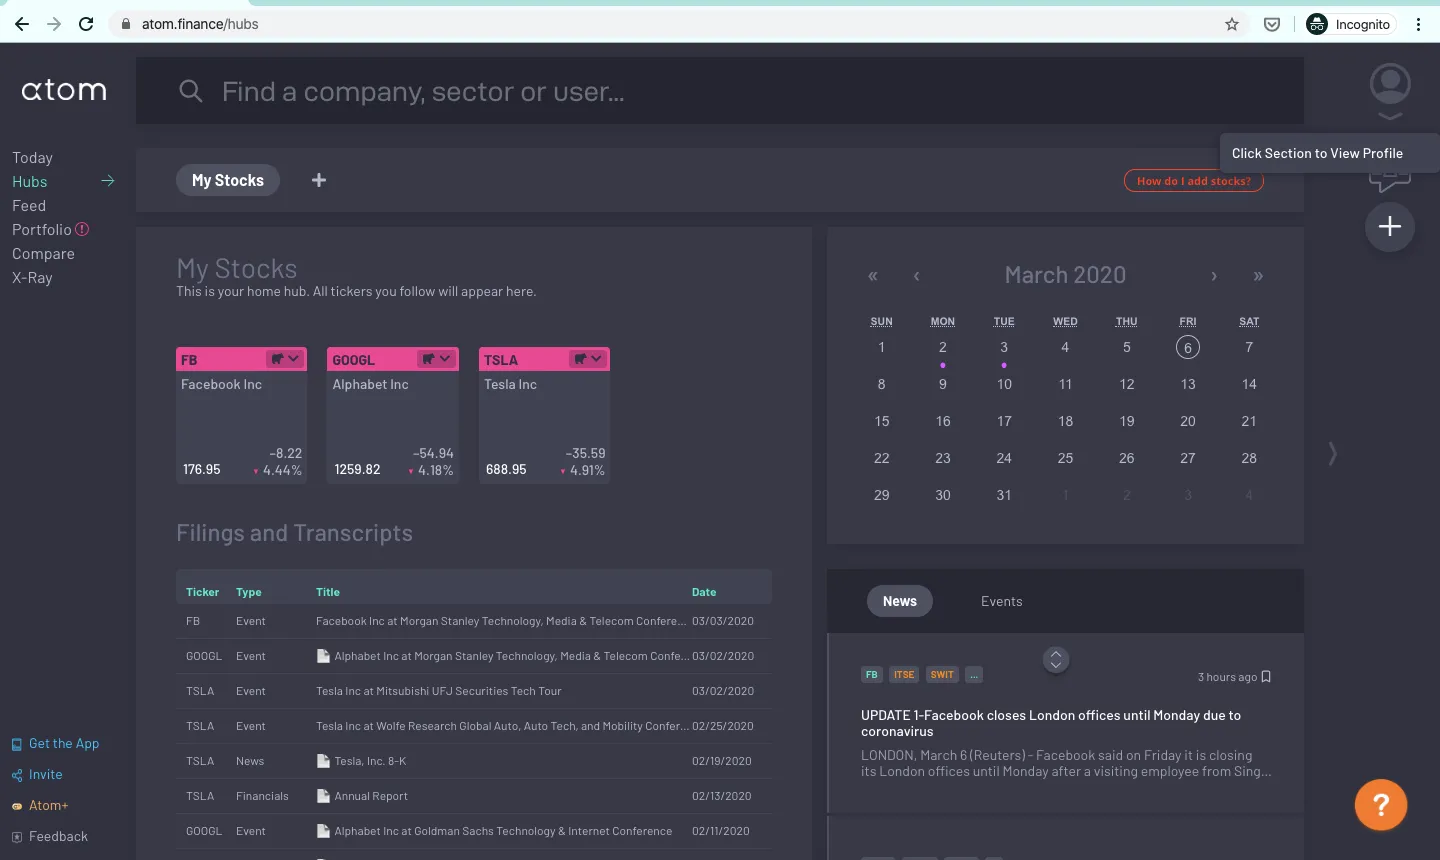 atom.finance/hubs
Incognito
atom
Find a company, sector or user...
Click Section to View Profile
Today
Hubs
Feed
Portfolio
Compare
X-Ray
My Stocks
+
How do I add stocks?
My Stocks
This is your home hub. All tickers you follow will appear here.
FB
Facebook Inc
-8.22
176.95 ▼ 4.44%
GOOGL
Alphabet Inc
-54.94
1259.82 ▼ 4.18%
TSLA
Tesla Inc
-35.59
688.95 ▼ 4.91%
Filings and Transcripts
Ticker Type Title Date
FB Event Facebook Inc at Morgan Stanley Technology, Media & Telecom Confere... 03/03/2020
GOOGL Event Alphabet Inc at Morgan Stanley Technology, Media & Telecom Confe... 03/02/2020
TSLA Event Tesla Inc at Mitsubishi UFJ Securities Tech Tour 03/02/2020
TSLA Event Tesla Inc at Wolfe Research Global Auto, Auto Tech, and Mobility Confer... 02/25/2020
TSLA News Tesla, Inc. 8-K 02/19/2020
TSLA Financials Annual Report 02/13/2020
GOOGL Event Alphabet Inc at Goldman Sachs Technology & Internet Conference 02/11/2020
« ‹ March 2020 › »
SUN MON TUE WED THU FRI SAT
1 2 3 4 5 6 7
8 9 10 11 12 13 14
15 16 17 18 19 20 21
22 23 24 25 26 27 28
29 30 31 1 2 3 4
News Events
FB ITSE SWIT ...
3 hours ago
UPDATE 1-Facebook closes London offices until Monday due to
coronavirus
LONDON, March 6 (Reuters) - Facebook said on Friday it is closing
its London offices until Monday after a visiting employee from Sing...
Get the App
Invite
Atom+
Feedback
?